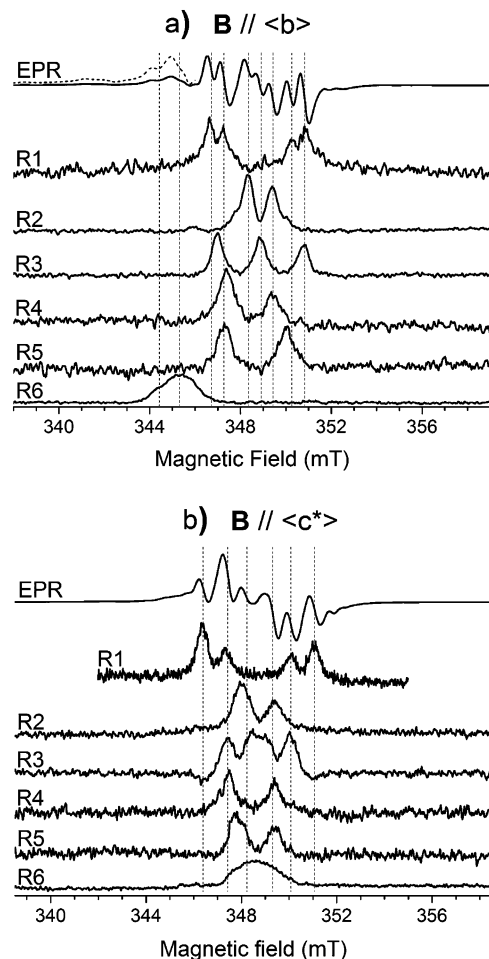 a) B // <b>
EPR
R1
R2
R3
R4
R5
R6
340 344 348 352 356
Magnetic Field (mT)
b) B // <c*>
EPR
R1
R2
R3
R4
R5
R6
340 344 348 352 356
Magnetic field (mT)